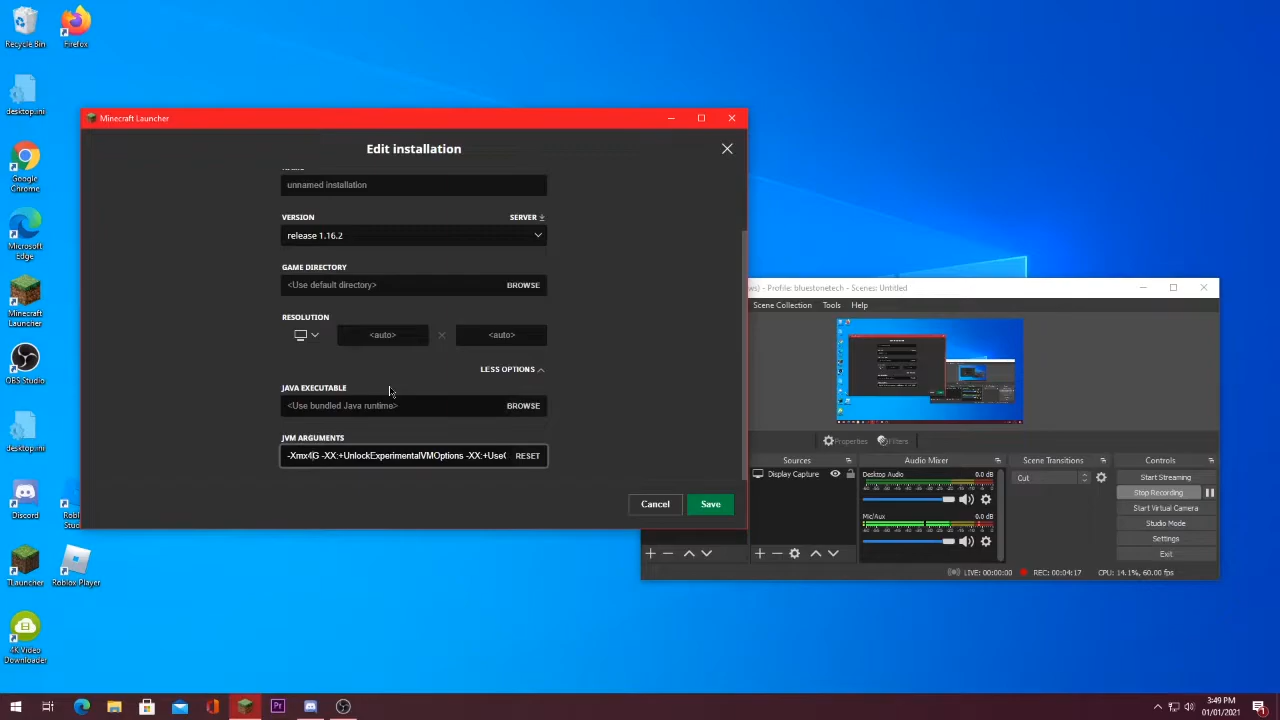 Recycle Bin
Firefox
desktop.ini
Google
Chrome
Microsoft
Edge
Minecraft
Launcher
OBS Studio
desktop.ini
Discord
TLauncher
Roblox Player
4K Video
Downloader
Minecraft Launcher
Edit installation
unnamed installation
VERSION
SERVER
release 1.16.2
GAME DIRECTORY
<Use default directory>
BROWSE
RESOLUTION
<auto>
<auto>
LESS OPTIONS
JAVA EXECUTABLE
<Use bundled Java runtime>
BROWSE
JVM ARGUMENTS
-Xmx4G -XX:+UnlockExperimentalVMOptions -XX:+Use
RESET
Cancel
Save
- Profile: bluestonetech - Scenes: Untitled
Scene Collection
Tools
Help
Properties
Filters
Sources
Audio Mixer
Scene Transitions
Controls
Display Capture
Desktop Audio
0.0 dB
Mic/Aux
0.0 dB
Cut
Start Streaming
Stop Recording
Start Virtual Camera
Studio Mode
Settings
Exit
LIVE: 00:00:00
REC: 00:04:17
CPU: 14.1%, 60.00 fps
Pr
3:49 PM
01/01/2021